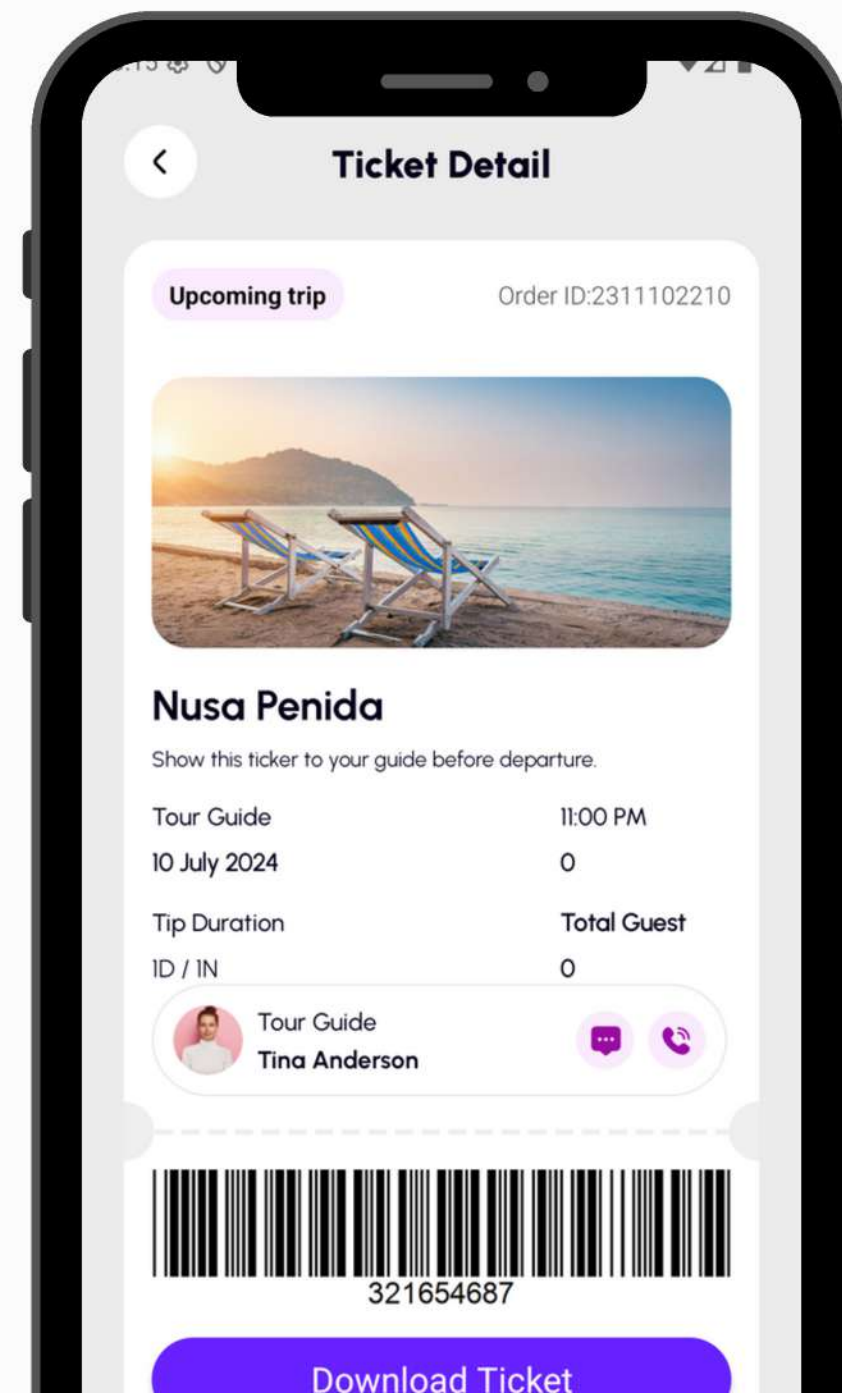 Ticket Detail
Upcoming trip
Order ID:2311102210
Nusa Penida
Show this ticker to your guide before departure.
Tour Guide
11:00 PM
10 July 2024
0
Tip Duration
Total Guest
1D / 1N
0
Tour Guide
Tina Anderson
321654687
Download Ticket